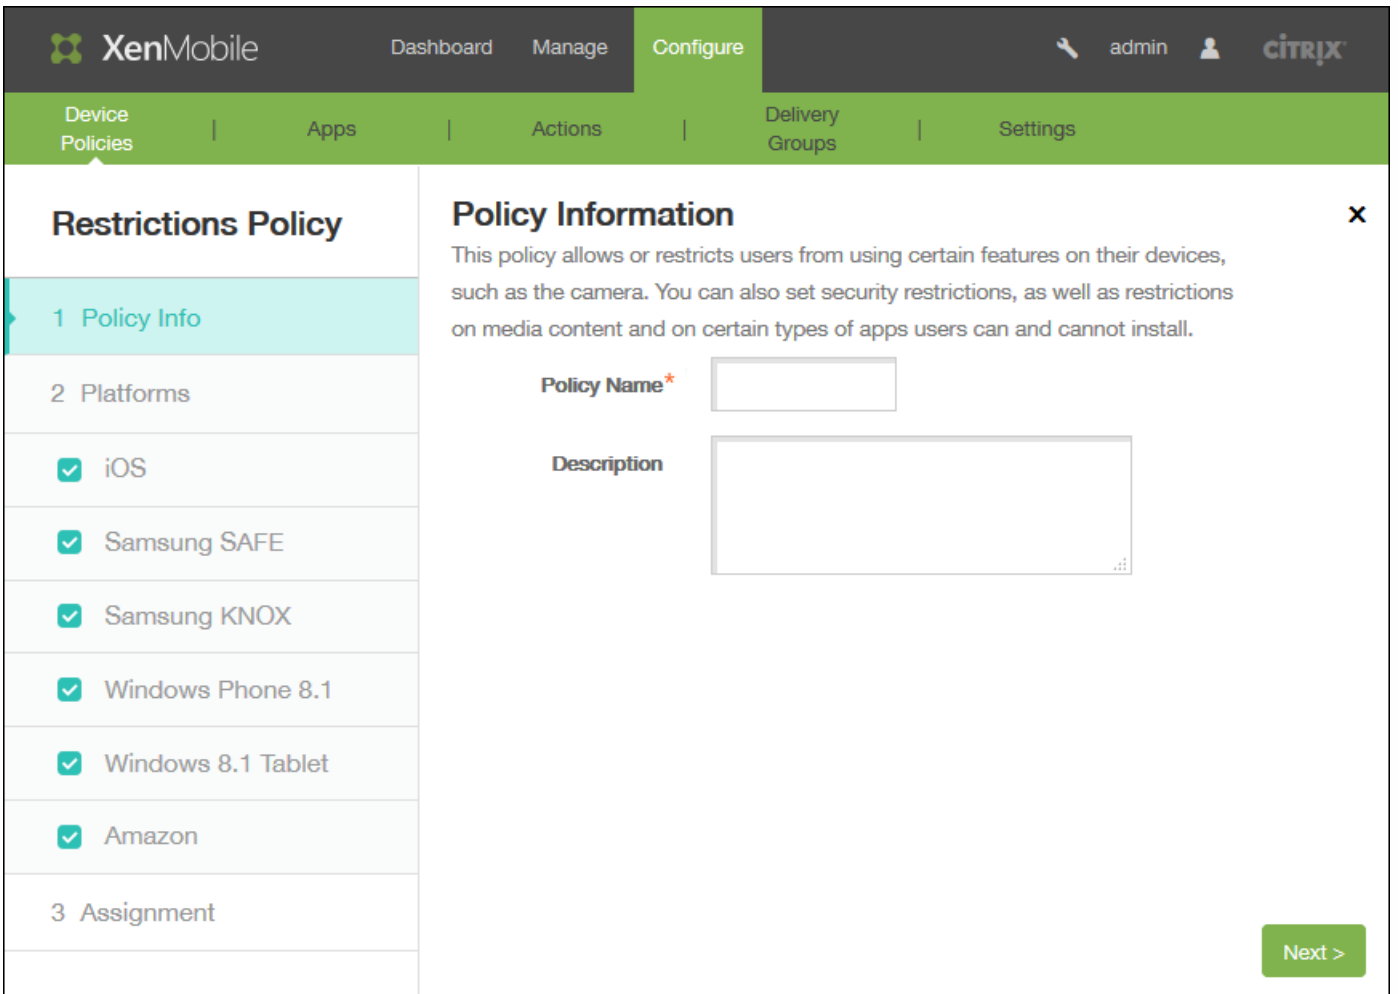 XenMobile
Dashboard
Manage
Configure
admin
CİTRIX
Device
Policies
|
Apps
|
Actions
|
Delivery
Groups
|
Settings
Restrictions Policy
1 Policy Info
2 Platforms
iOS
Samsung SAFE
Samsung KNOX
Windows Phone 8.1
Windows 8.1 Tablet
Amazon
3 Assignment
Policy Information
This policy allows or restricts users from using certain features on their devices,
such as the camera. You can also set security restrictions, as well as restrictions
on media content and on certain types of apps users can and cannot install.
Policy Name*
Description
Next >